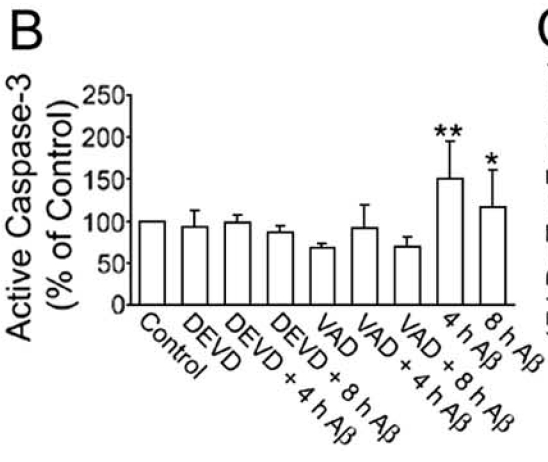 B
Active Caspase-3
(% of Control)
250
200
150
100
50
0
**
*
Control
DEVD
DEVD + 4 h Aβ
DEVD + 8 h Aβ
VAD
VAD + 4 h Aβ
VAD + 8 h Aβ
4 h Aβ
8 h Aβ